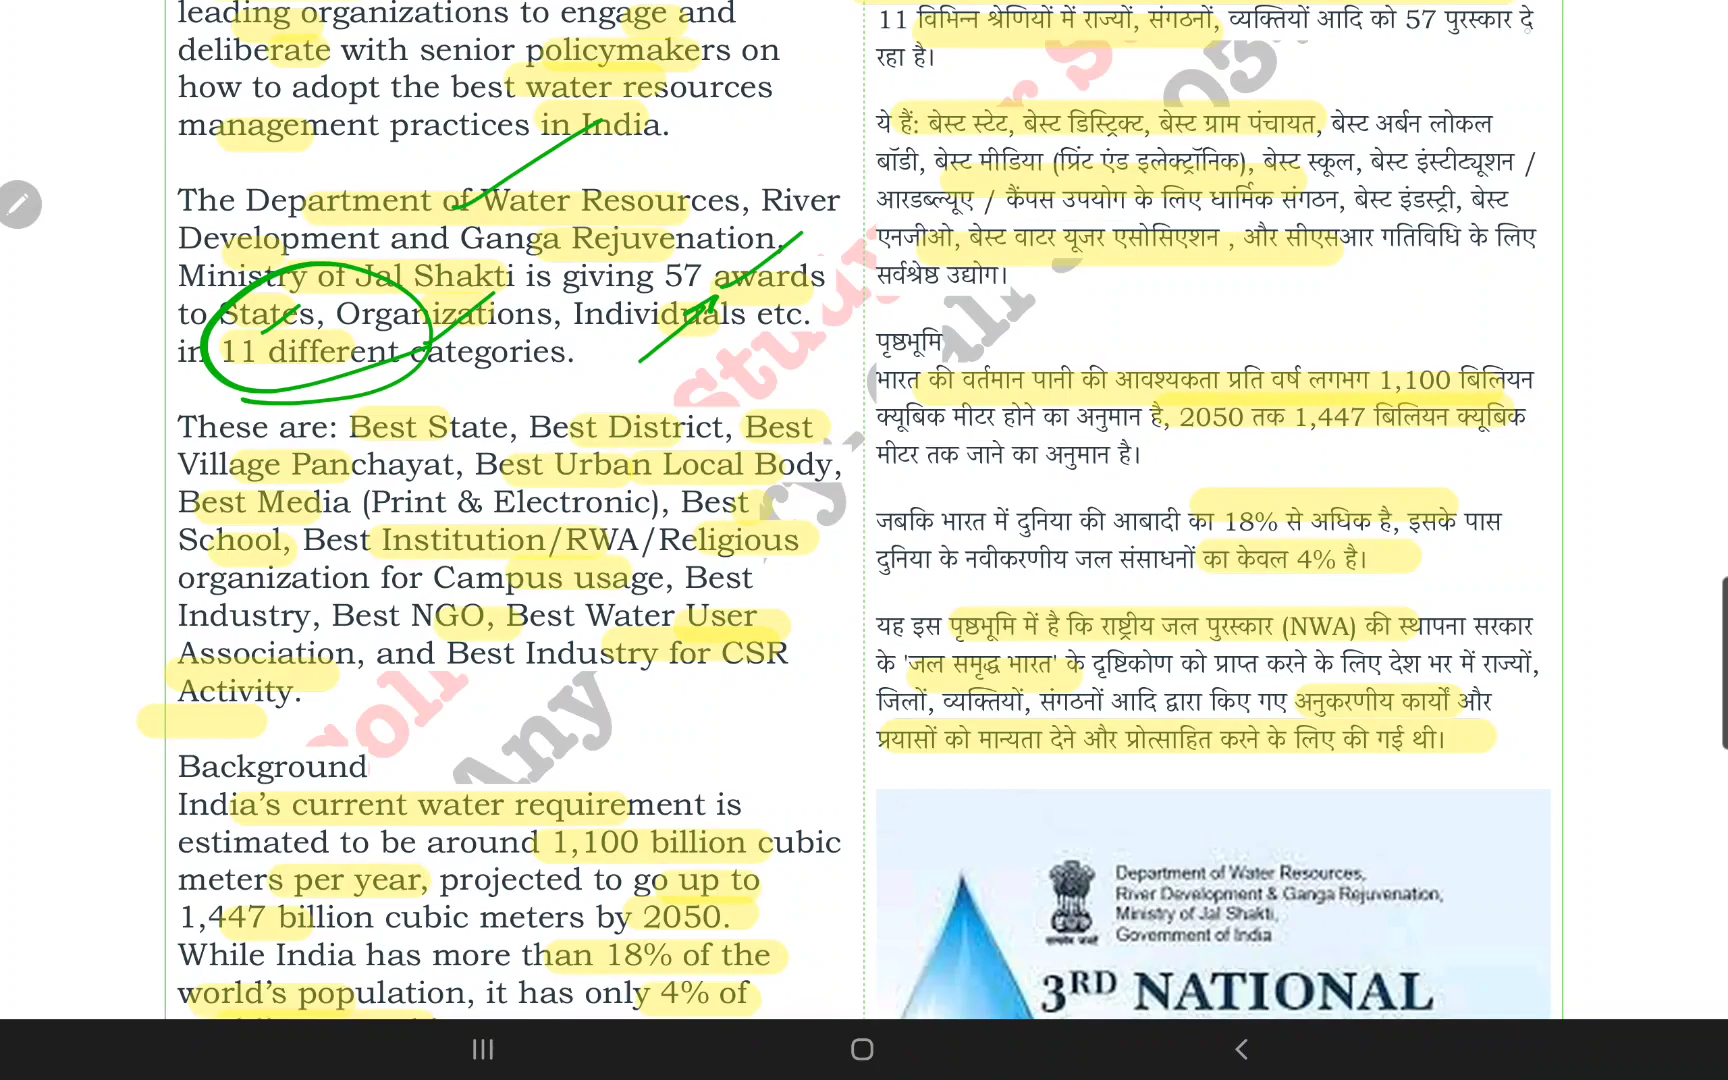 leading organizations to engage and
deliberate with senior policymakers on
how to adopt the best water resources
management practices in India.
The Department of Water Resources, River
Development and Ganga Rejuvenation,
Ministry of Jal Shakti is giving 57 awards
to States, Organizations, Individuals etc.
in 11 different categories.
These are: Best State, Best District, Best
Village Panchayat, Best Urban Local Body,
Best Media (Print & Electronic), Best
School, Best Institution/RWA/Religious
organization for Campus usage, Best
Industry, Best NGO, Best Water User
Association, and Best Industry for CSR
Activity.
Background
India’s current water requirement is
estimated to be around 1,100 billion cubic
meters per year, projected to go up to
1,447 billion cubic meters by 2050.
While India has more than 18% of the
world’s population, it has only 4% of
11 विभिन्न श्रेणियों में राज्यों, संगठनों, व्यक्तियों आदि को 57 पुरस्कार दे
रहा है।
ये हैं: बेस्ट स्टेट, बेस्ट डिस्ट्रिक्ट, बेस्ट ग्राम पंचायत, बेस्ट अर्बन लोकल
बॉडी, बेस्ट मीडिया (प्रिंट एंड इलेक्ट्रॉनिक), बेस्ट स्कूल, बेस्ट इंस्टीट्यूशन /
आरडब्ल्यूए / कैंपस उपयोग के लिए धार्मिक संगठन, बेस्ट इंडस्ट्री, बेस्ट
एनजीओ, बेस्ट वाटर यूजर एसोसिएशन , और सीएसआर गतिविधि के लिए
सर्वश्रेष्ठ उद्योग।
पृष्ठभूमि
भारत की वर्तमान पानी की आवश्यकता प्रति वर्ष लगभग 1,100 बिलियन
क्यूबिक मीटर होने का अनुमान है, 2050 तक 1,447 बिलियन क्यूबिक
मीटर तक जाने का अनुमान है।
जबकि भारत में दुनिया की आबादी का 18% से अधिक है, इसके पास
दुनिया के नवीकरणीय जल संसाधनों का केवल 4% है।
यह इस पृष्ठभूमि में है कि राष्ट्रीय जल पुरस्कार (NWA) की स्थापना सरकार
के 'जल समृद्ध भारत' के दृष्टिकोण को प्राप्त करने के लिए देश भर में राज्यों,
जिलों, व्यक्तियों, संगठनों आदि द्वारा किए गए अनुकरणीय कार्यों और
प्रयासों को मान्यता देने और प्रोत्साहित करने के लिए की गई थी।
Department of Water Resources,
River Development & Ganga Rejuvenation,
Ministry of Jal Shakti,
Government of India
3RD NATIONAL